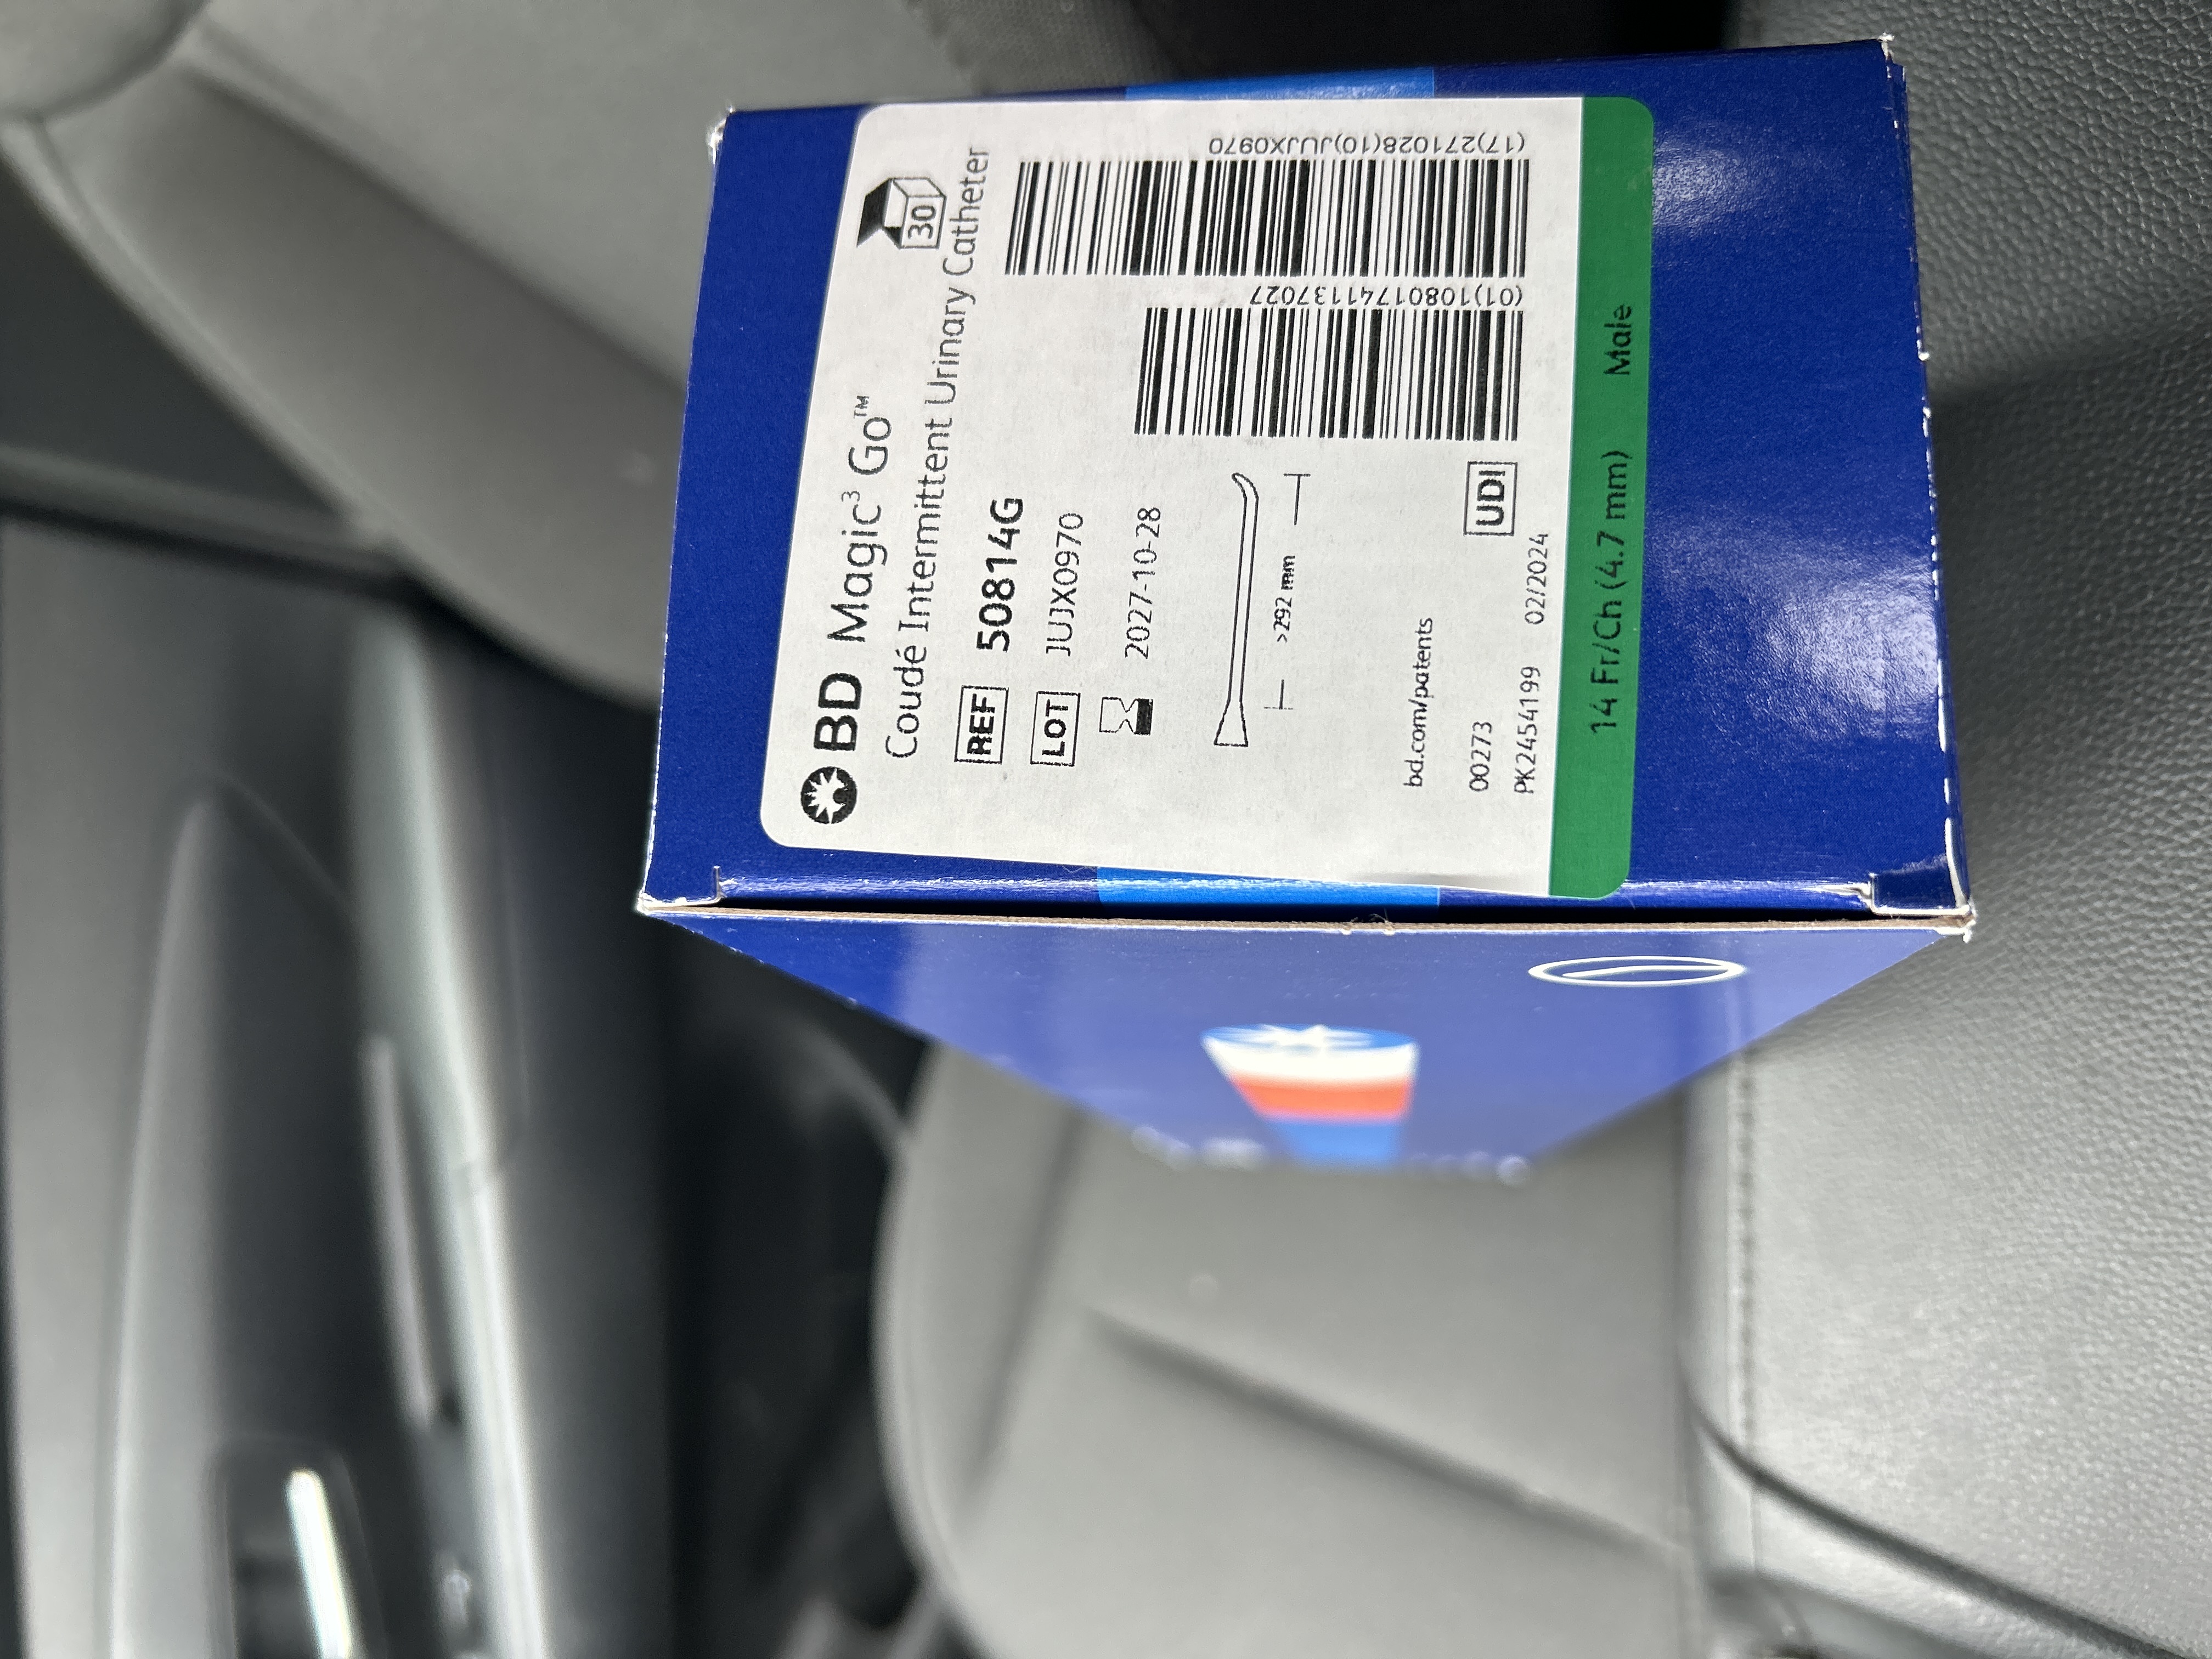 BD Magic³ Go™
Coudé Intermittent Urinary Catheter
30
REF 50814G
LOT JUJX0970
2027-10-28
>292 mm
(01)10801741137027
(17)271028(10)JUJX0970
bd.com/patents
00273
PK2454199 02/2024
UDI
14 Fr/Ch (4.7 mm) Male